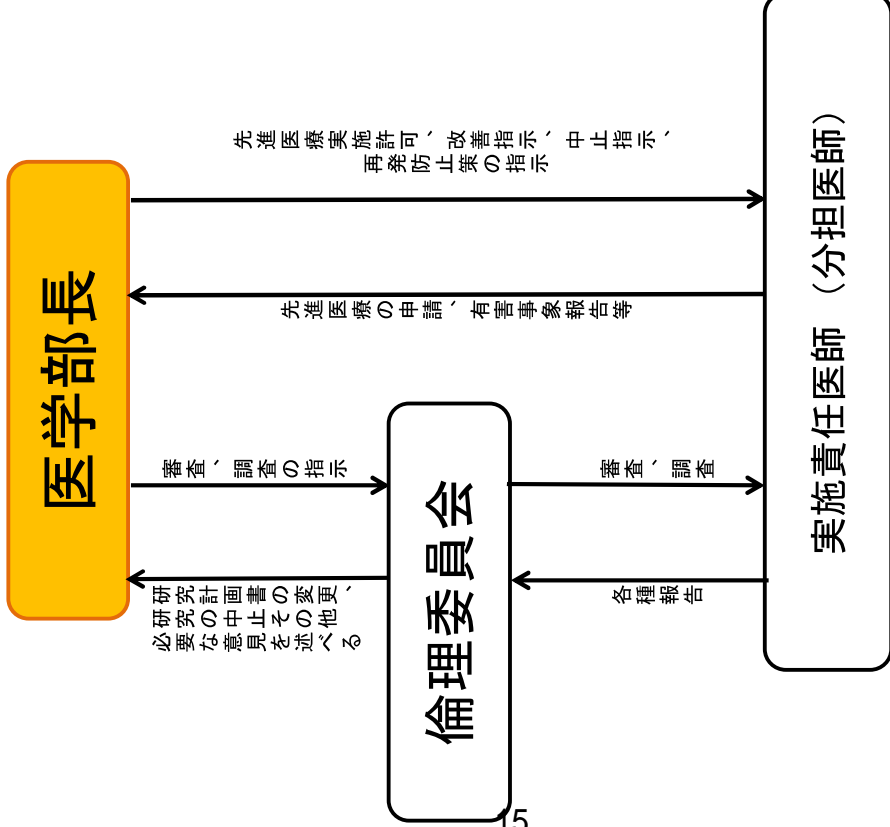 医学部長
先進医療実施許可、改善指示、中止指示、
再発防止策の指示
先進医療の申請、有害事象報告等
審査、調査の指示
研究計画書の変更、
研究の中止その他
必要な意見を述べる
倫理委員会
審査、調査
各種報告
実施責任医師（分担医師）
15